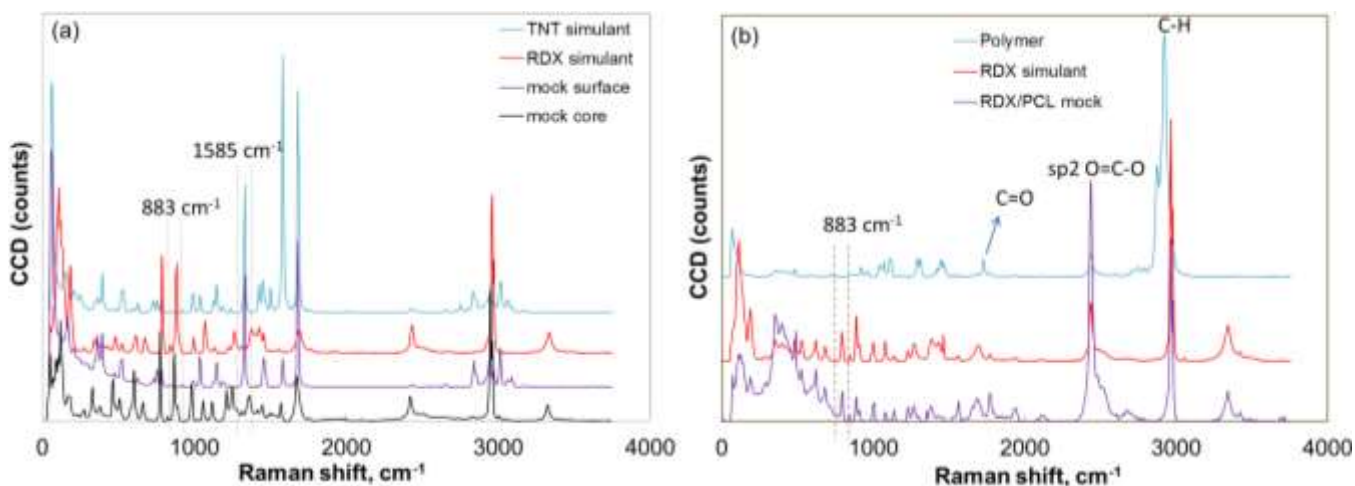 (a)
TNT simulant
RDX simulant
mock surface
mock core
1585 cm⁻¹
883 cm⁻¹
CCD (counts)
0 1000 2000 3000 4000
Raman shift, cm⁻¹
(b)
C-H
Polymer
RDX simulant
RDX/PCL mock
sp2 O=C-O
C=O
883 cm⁻¹
CCD (counts)
0 1000 2000 3000 4000
Raman shift, cm⁻¹